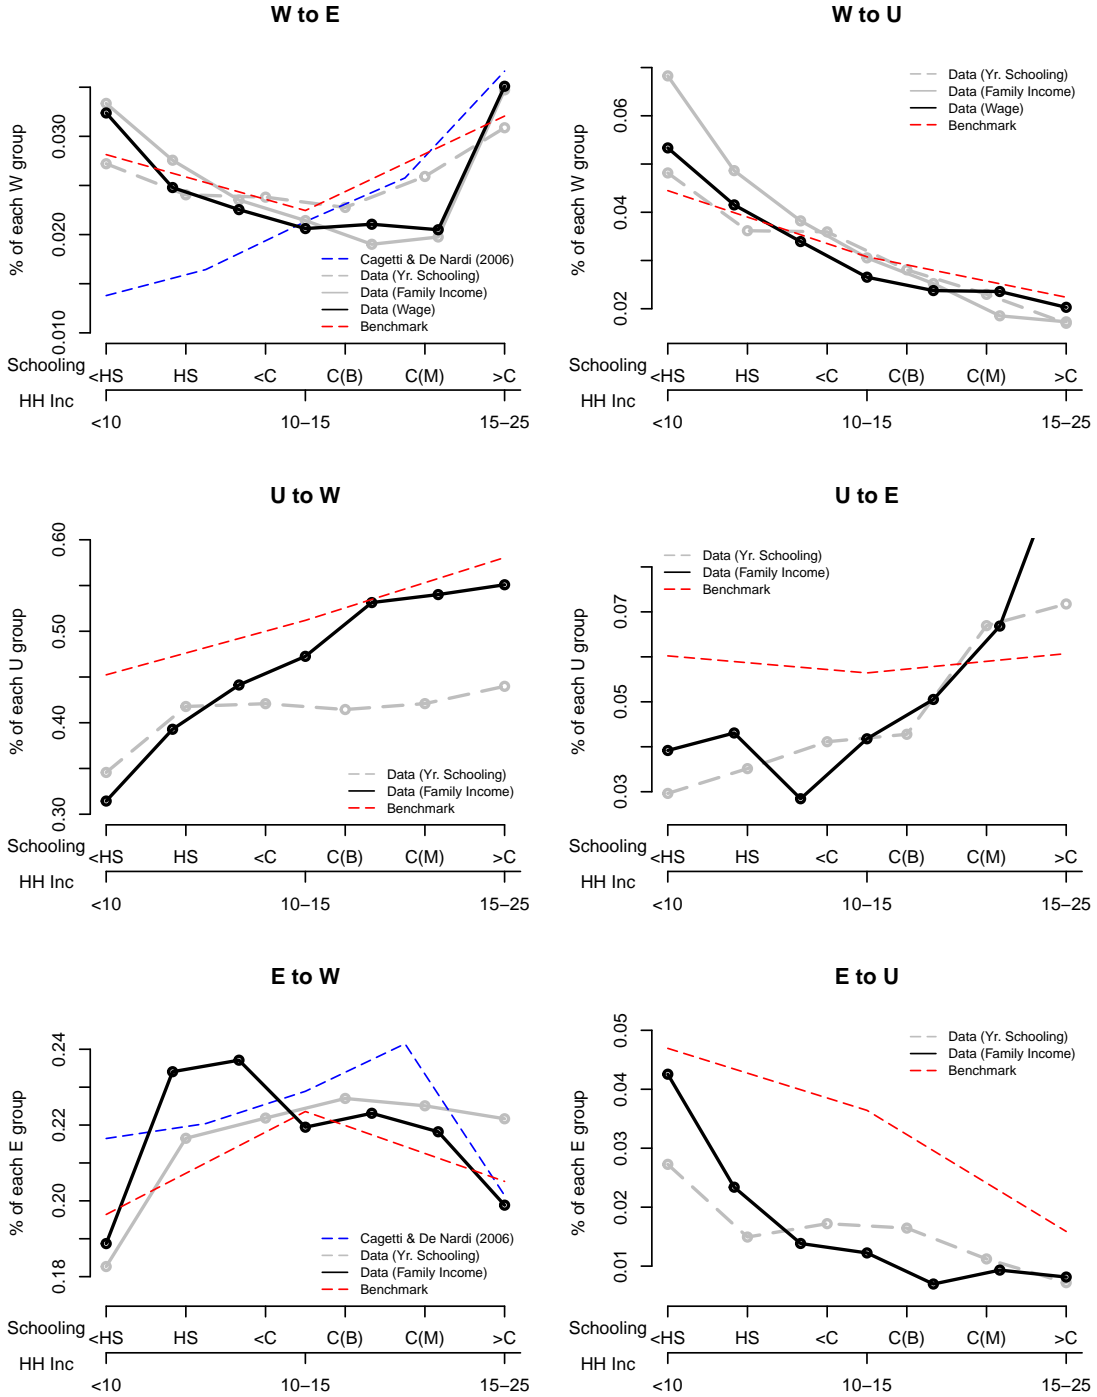 W to E
% of each W group
0.010
0.020
0.030
Cagetti & De Nardi (2006)
Data (Yr. Schooling)
Data (Family Income)
Data (Wage)
Benchmark
Schooling
<HS
HS
<C
C(B)
C(M)
>C
HH Inc
<10
10–15
15–25
W to U
% of each W group
0.02
0.04
0.06
Data (Yr. Schooling)
Data (Family Income)
Data (Wage)
Benchmark
Schooling
<HS
HS
<C
C(B)
C(M)
>C
HH Inc
<10
10–15
15–25
U to W
% of each U group
0.30
0.40
0.50
0.60
Data (Yr. Schooling)
Data (Family Income)
Benchmark
Schooling
<HS
HS
<C
C(B)
C(M)
>C
HH Inc
<10
10–15
15–25
U to E
% of each U group
0.03
0.05
0.07
Data (Yr. Schooling)
Data (Family Income)
Benchmark
Schooling
<HS
HS
<C
C(B)
C(M)
>C
HH Inc
<10
10–15
15–25
E to W
% of each E group
0.18
0.20
0.22
0.24
Cagetti & De Nardi (2006)
Data (Yr. Schooling)
Data (Family Income)
Benchmark
Schooling
<HS
HS
<C
C(B)
C(M)
>C
HH Inc
<10
10–15
15–25
E to U
% of each E group
0.01
0.02
0.03
0.04
0.05
Data (Yr. Schooling)
Data (Family Income)
Benchmark
Schooling
<HS
HS
<C
C(B)
C(M)
>C
HH Inc
<10
10–15
15–25